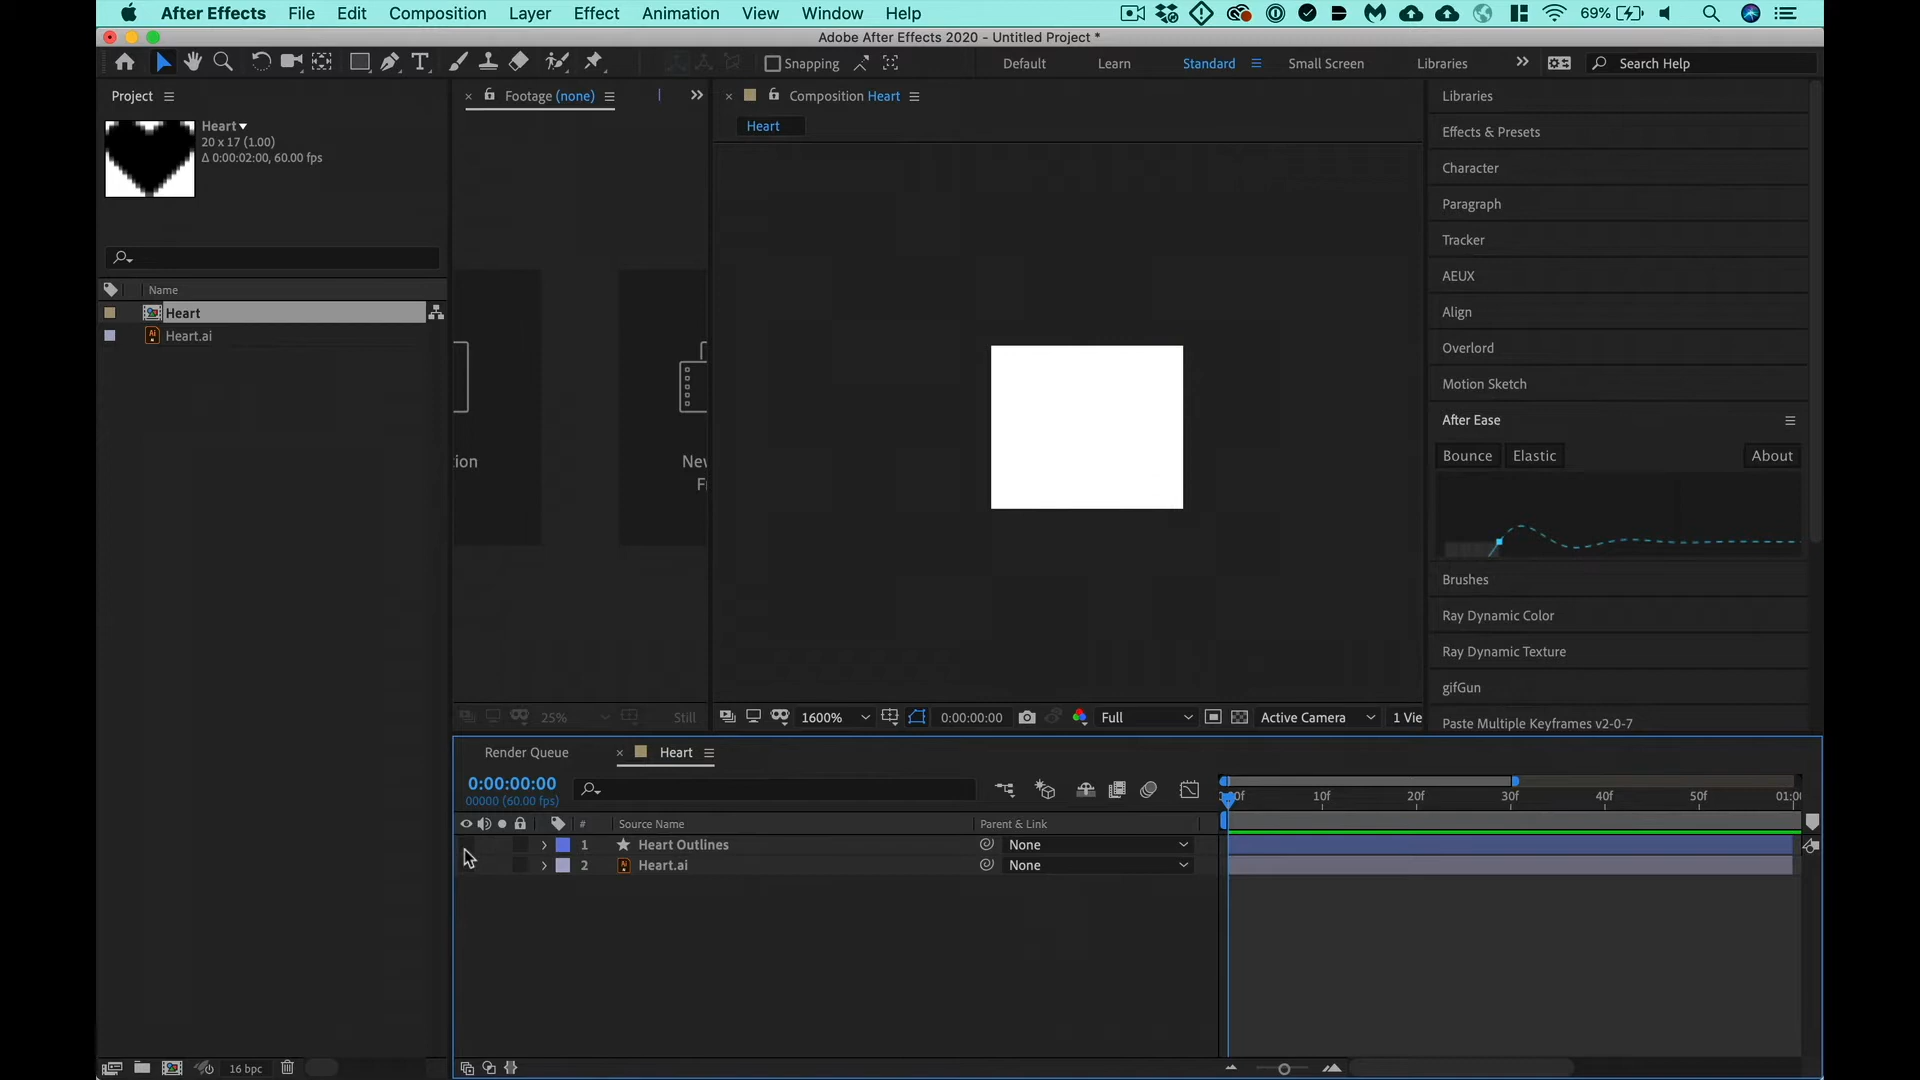 After Effects File Edit Composition Layer Effect Animation View Window Help 69%
Adobe After Effects 2020 - Untitled Project *
Snapping Default Learn Standard Small Screen Libraries Search Help
Project
Heart
20 x 17 (1.00)
Δ 0:00:02:00, 60.00 fps
Name
Heart
Heart.ai
Footage (none)
tion
New
F
25% Still
Composition Heart
Heart
1600% 0:00:00:00 Full Active Camera 1 Vie
Libraries
Effects & Presets
Character
Paragraph
Tracker
AEUX
Align
Overlord
Motion Sketch
After Ease
Bounce Elastic About
Brushes
Ray Dynamic Color
Ray Dynamic Texture
gifGun
Paste Multiple Keyframes v2-0-7
Render Queue Heart
0:00:00:00
00000 (60.00 fps)
10f 20f 30f 40f 50f 01:0
# Source Name Parent & Link
1 Heart Outlines None
2 Heart.ai None
16 bpc